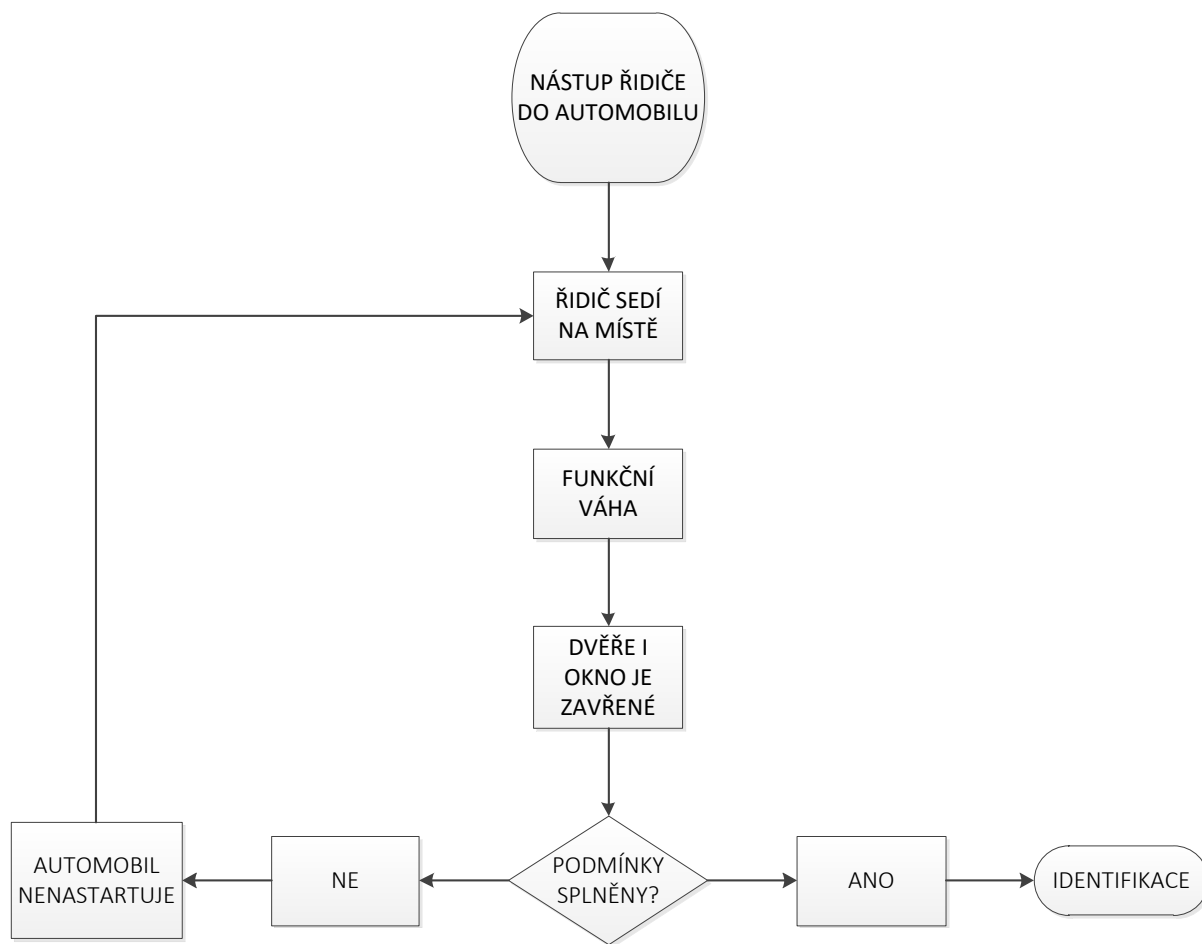 NÁSTUP ŘIDIČE
DO AUTOMOBILU
ŘIDIČ SEDÍ
NA MÍSTĚ
FUNKČNÍ
VÁHA
DVĚŘE I
OKNO JE
ZAVŘENÉ
AUTOMOBIL
NENASTARTUJE
NE
PODMÍNKY
SPLNĚNY?
ANO
IDENTIFIKACE